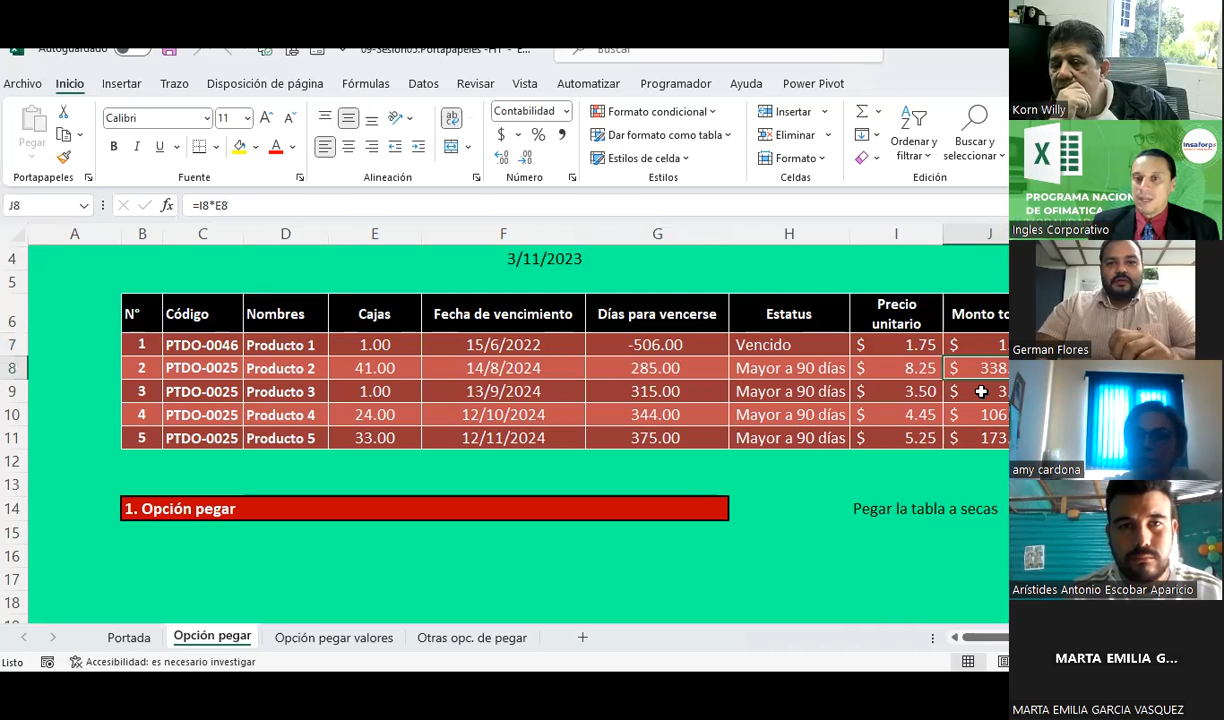 Autoguardado 09-Sesion05.Portapapeles -HT - E... Buscar
Archivo Inicio Insertar Trazo Disposición de página Fórmulas Datos Revisar Vista Automatizar Programador Ayuda Power Pivot
Pegar
Portapapeles
Calibri 11
N K S
Fuente
Alineación
Contabilidad
$ % ,
Número
Formato condicional
Dar formato como tabla
Estilos de celda
Estilos
Insertar
Eliminar
Formato
Celdas
Ordenar y filtrar
Buscar y seleccionar
Edición
J8 fx =I8*E8
A B C D E F G H I J
4 3/11/2023
5
6 N° Código Nombres Cajas Fecha de vencimiento Días para vencerse Estatus Precio unitario Monto to
7 1 PTDO-0046 Producto 1 1.00 15/6/2022 -506.00 Vencido $ 1.75 $ 1
8 2 PTDO-0025 Producto 2 41.00 14/8/2024 285.00 Mayor a 90 días $ 8.25 $ 338
9 3 PTDO-0025 Producto 3 1.00 13/9/2024 315.00 Mayor a 90 días $ 3.50 $ 3
10 4 PTDO-0025 Producto 4 24.00 12/10/2024 344.00 Mayor a 90 días $ 4.45 $ 106
11 5 PTDO-0025 Producto 5 33.00 12/11/2024 375.00 Mayor a 90 días $ 5.25 $ 173
12
13
14 1. Opción pegar Pegar la tabla a secas
15
16
17
18
Portada Opción pegar Opción pegar valores Otras opc. de pegar +
Listo Accesibilidad: es necesario investigar
Korn Willy
X insaforp
PROGRAMA NACION
DE OFIMATICA
Ingles Corporativo
German Flores
amy cardona
Arístides Antonio Escobar Aparicio
MARTA EMILIA G...
MARTA EMILIA GARCIA VASQUEZ